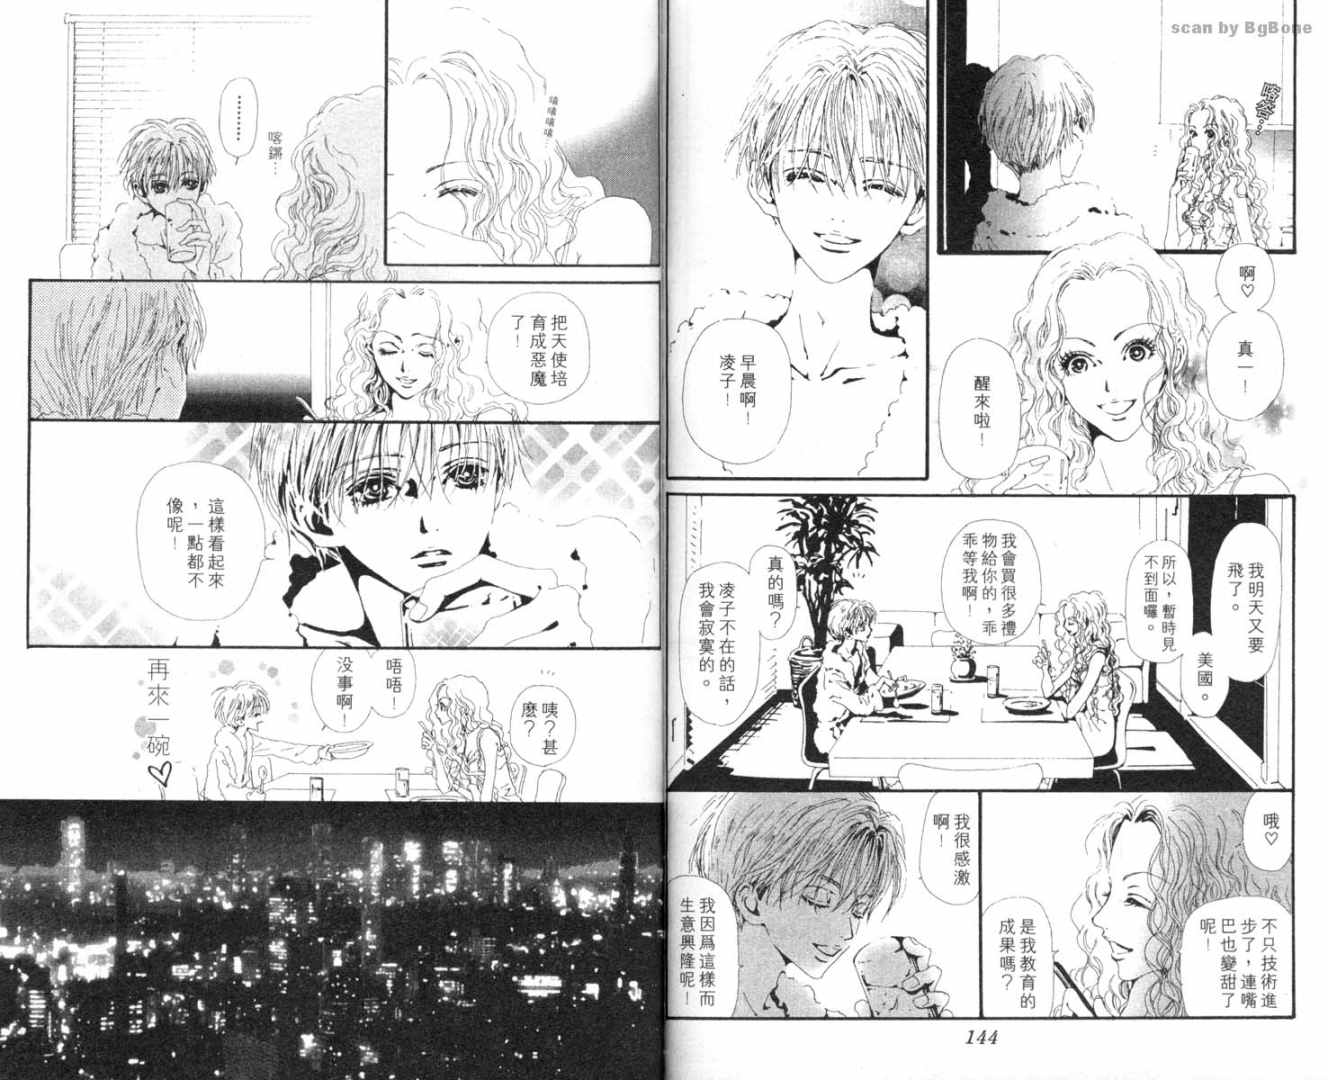 scan by BgBone
喀答…
啊♡
真一！
醒來啦！
早晨啊！
凌子！
我明天又要
飛了。
美國。
所以，暫時見
不到面囉。
我會買很多禮
物給你的，乖
乖等我啊！
真的嗎？
凌子不在的話，
我會寂寞的。
哦♡
不只技術進
步了，連嘴
巴也變甜了
呢！
是我教育的
成果嗎？
我很感激
啊！
我因爲這樣而
生意興隆呢！
144
嘻嘻嘻嘻…
喀鏘…
………
把天使培
育成惡魔
了！
這樣看起來
，一點都不
像呢！
咦？甚
麼？
唔唔！
没事啊！
再來一碗♡